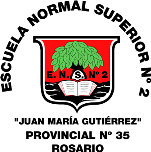 ESCUELA NORMAL SUPERIOR Nº 2
E. N. S. Nº 2
"JUAN MARÍA GUTIÉRREZ"
PROVINCIAL Nº 35
ROSARIO